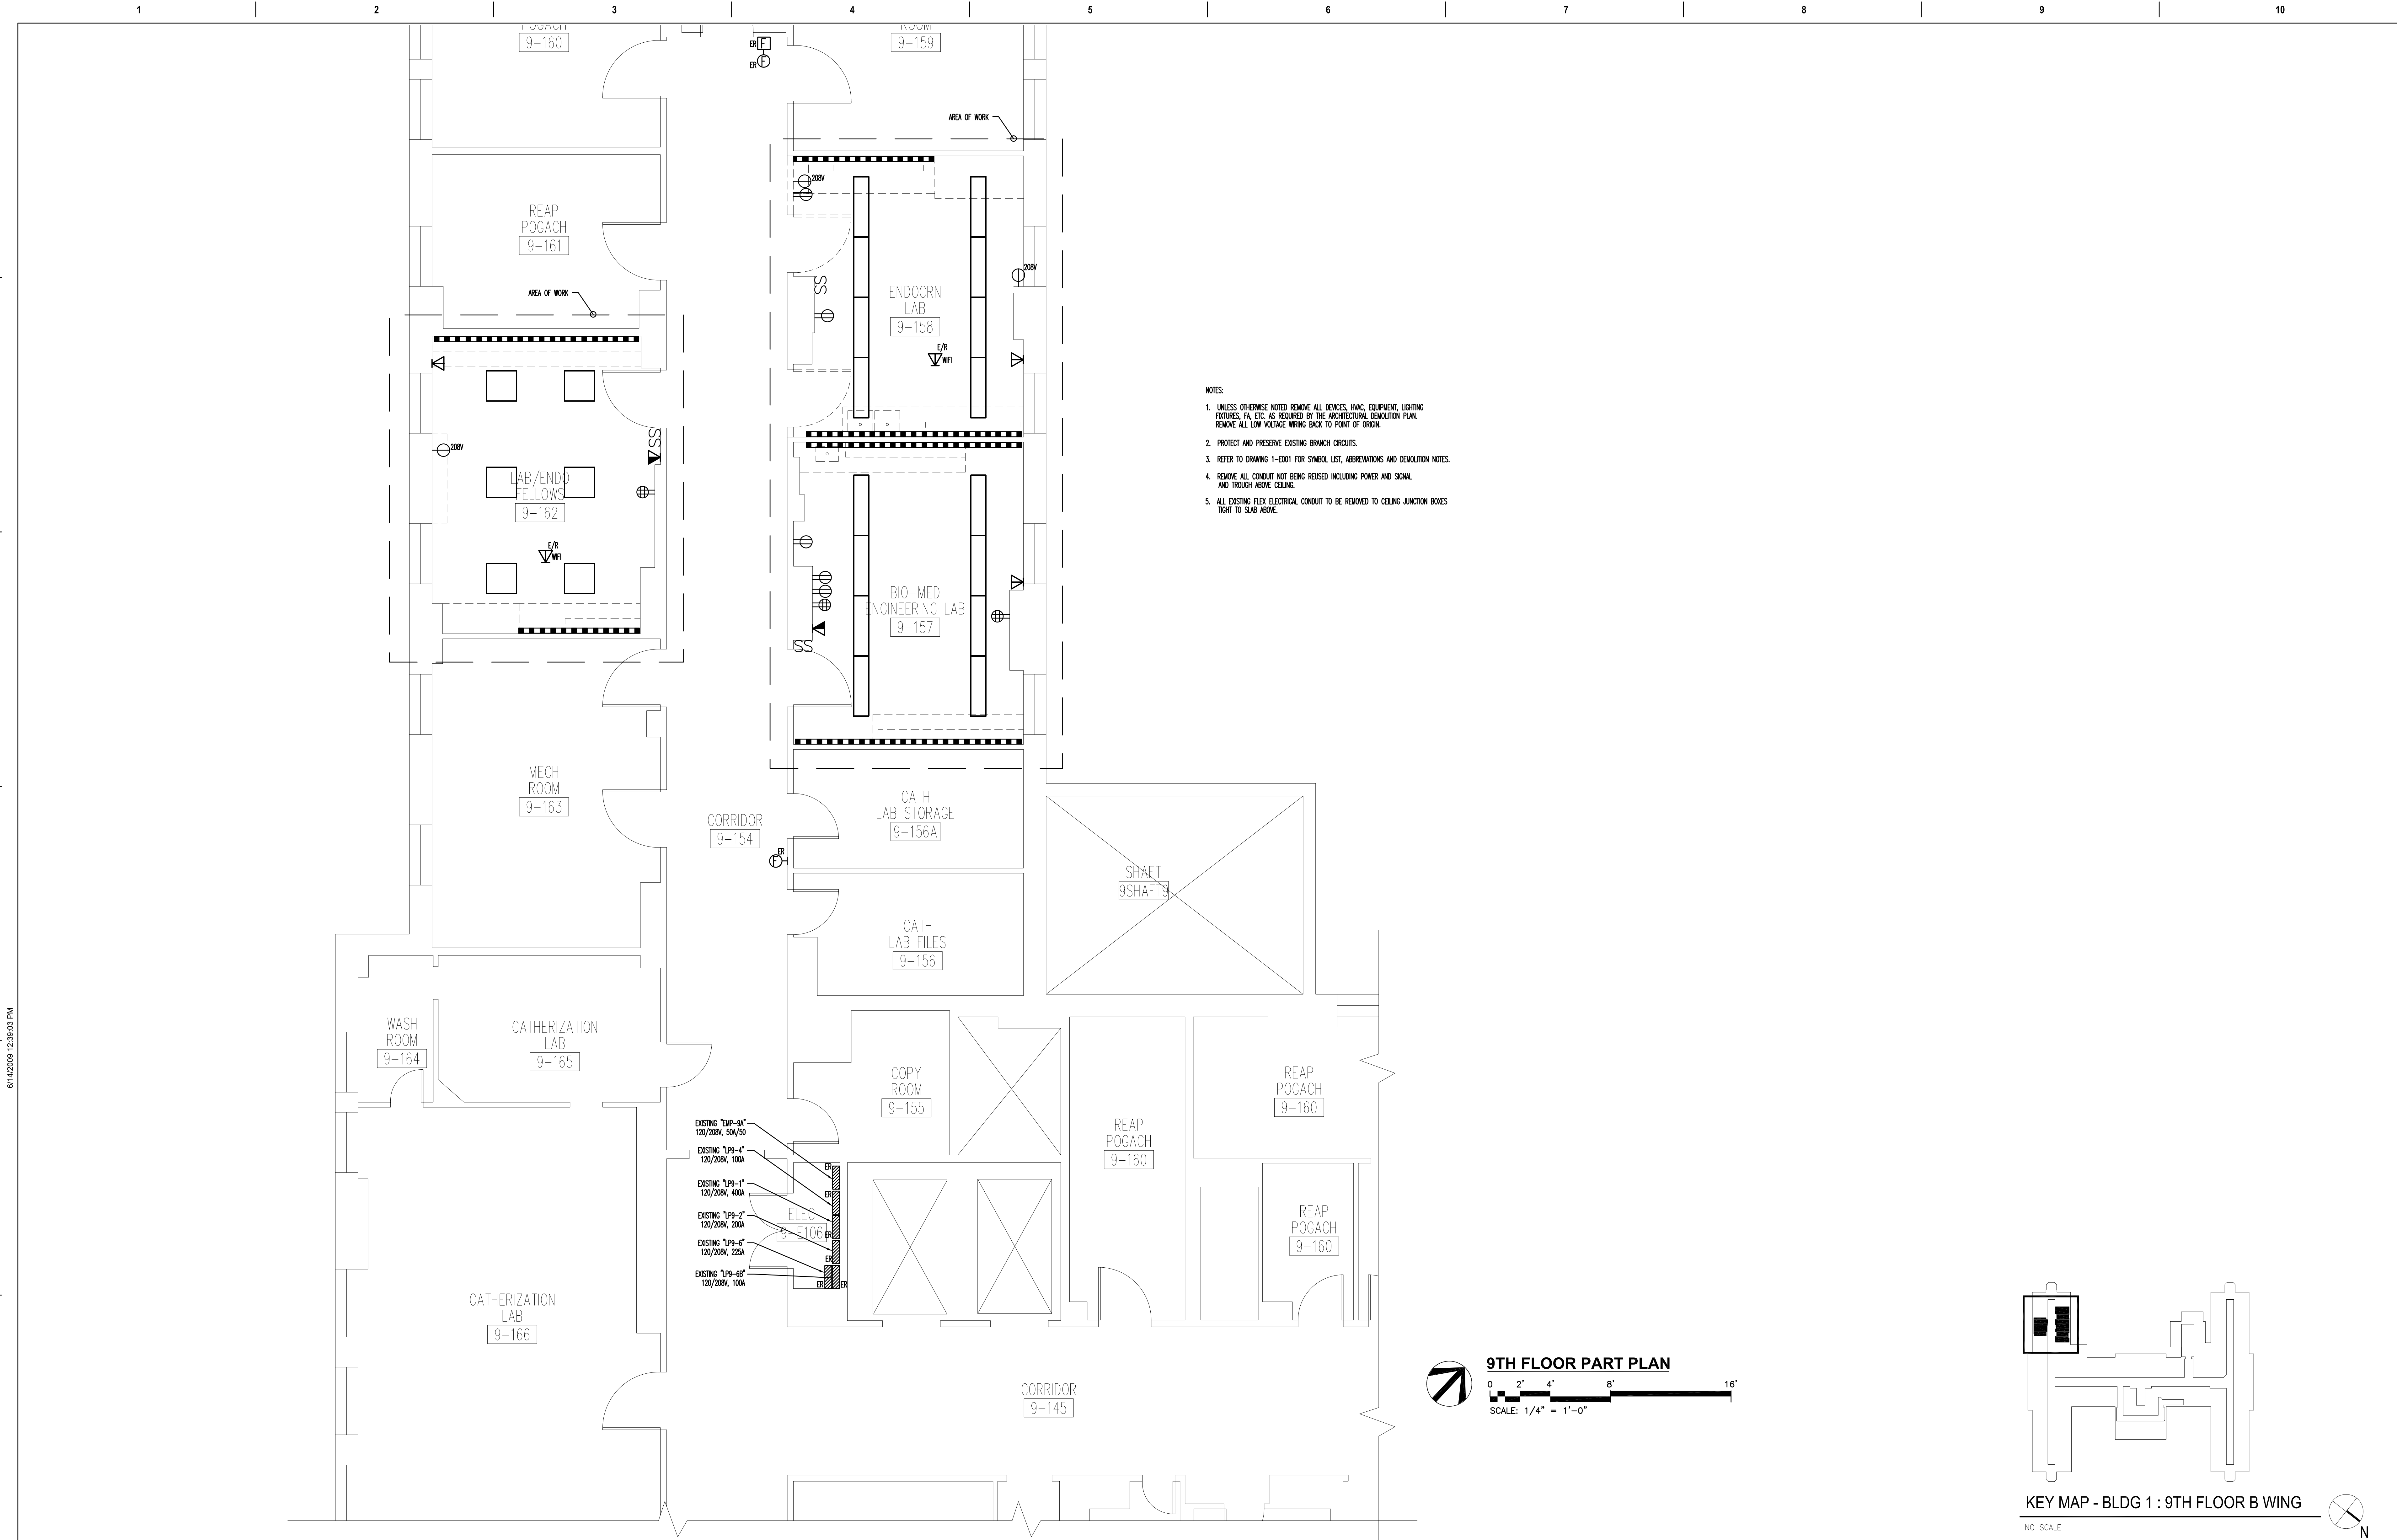 1
2
3
4
5
6
7
8
9
10
9-160
ROOM
9-159
ER F
ER F
AREA OF WORK
208V
REAP
POGACH
9-161
208V
SS
ENDOCRN
LAB
9-158
AREA OF WORK
E/R
WIFI
SS
208V
LAB/ENDO
FELLOWS
9-162
E/R
WIFI
NOTES:
1. UNLESS OTHERWISE NOTED REMOVE ALL DEVICES, HVAC, EQUIPMENT, LIGHTING
FIXTURES, FA, ETC. AS REQUIRED BY THE ARCHITECTURAL DEMOLITION PLAN.
REMOVE ALL LOW VOLTAGE WIRING BACK TO POINT OF ORIGIN.
2. PROTECT AND PRESERVE EXISTING BRANCH CIRCUITS.
3. REFER TO DRAWING 1-E001 FOR SYMBOL LIST, ABBREVIATIONS AND DEMOLITION NOTES.
4. REMOVE ALL CONDUIT NOT BEING REUSED INCLUDING POWER AND SIGNAL
AND TROUGH ABOVE CEILING.
5. ALL EXISTING FLEX ELECTRICAL CONDUIT TO BE REMOVED TO CEILING JUNCTION BOXES
TIGHT TO SLAB ABOVE.
BIO-MED
ENGINEERING LAB
9-157
SS
MECH
ROOM
9-163
CORRIDOR
9-154
CATH
LAB STORAGE
9-156A
ER
F
SHAFT
9SHAFT9
CATH
LAB FILES
9-156
WASH
ROOM
9-164
CATHERIZATION
LAB
9-165
COPY
ROOM
9-155
REAP
POGACH
9-160
REAP
POGACH
9-160
REAP
POGACH
9-160
EXISTING "EMP-9A"
120/208V, 50A/50
EXISTING "LP9-4"
120/208V, 100A
EXISTING "LP9-1"
120/208V, 400A
EXISTING "LP9-2"
120/208V, 200A
EXISTING "LP9-6"
120/208V, 225A
EXISTING "LP9-6B"
120/208V, 100A
ER
ER
ER
ER
ER
ER
ELEC
9-E106
CATHERIZATION
LAB
9-166
CORRIDOR
9-145
9TH FLOOR PART PLAN
0 2' 4' 8' 16'
SCALE: 1/4" = 1'-0"
KEY MAP - BLDG 1 : 9TH FLOOR B WING
NO SCALE
N
6/14/2009 12:39:03 PM